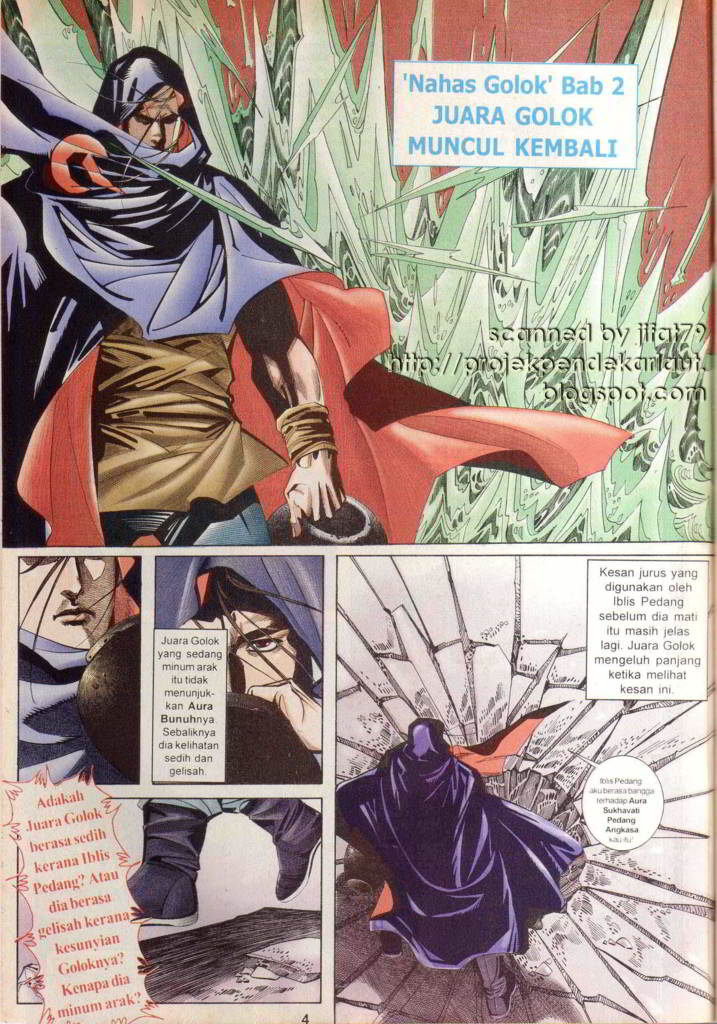 'Nahas Golok' Bab 2
JUARA GOLOK
MUNCUL KEMBALI
scanned by jifat79
http://projekpendekarlaut.
blogspot.com
Juara Golok
yang sedang
minum arak
itu tidak
menunjuk-
kan Aura
Bunuhnya.
Sebaliknya
dia kelihatan
sedih dan
gelisah.
Kesan jurus yang
digunakan oleh
Iblis Pedang
sebelum dia mati
itu masih jelas
lagi. Juara Golok
mengeluh panjang
ketika melihat
kesan ini.
Iblis Pedang
aku berasa bangga
terhadap Aura
Sukhavati
Pedang
Angkasa
kau itu!
Adakah
Juara Golok
berasa sedih
kerana Iblis
Pedang? Atau
dia berasa
gelisah kerana
kesunyian
Goloknya?
Kenapa dia
minum arak?
4